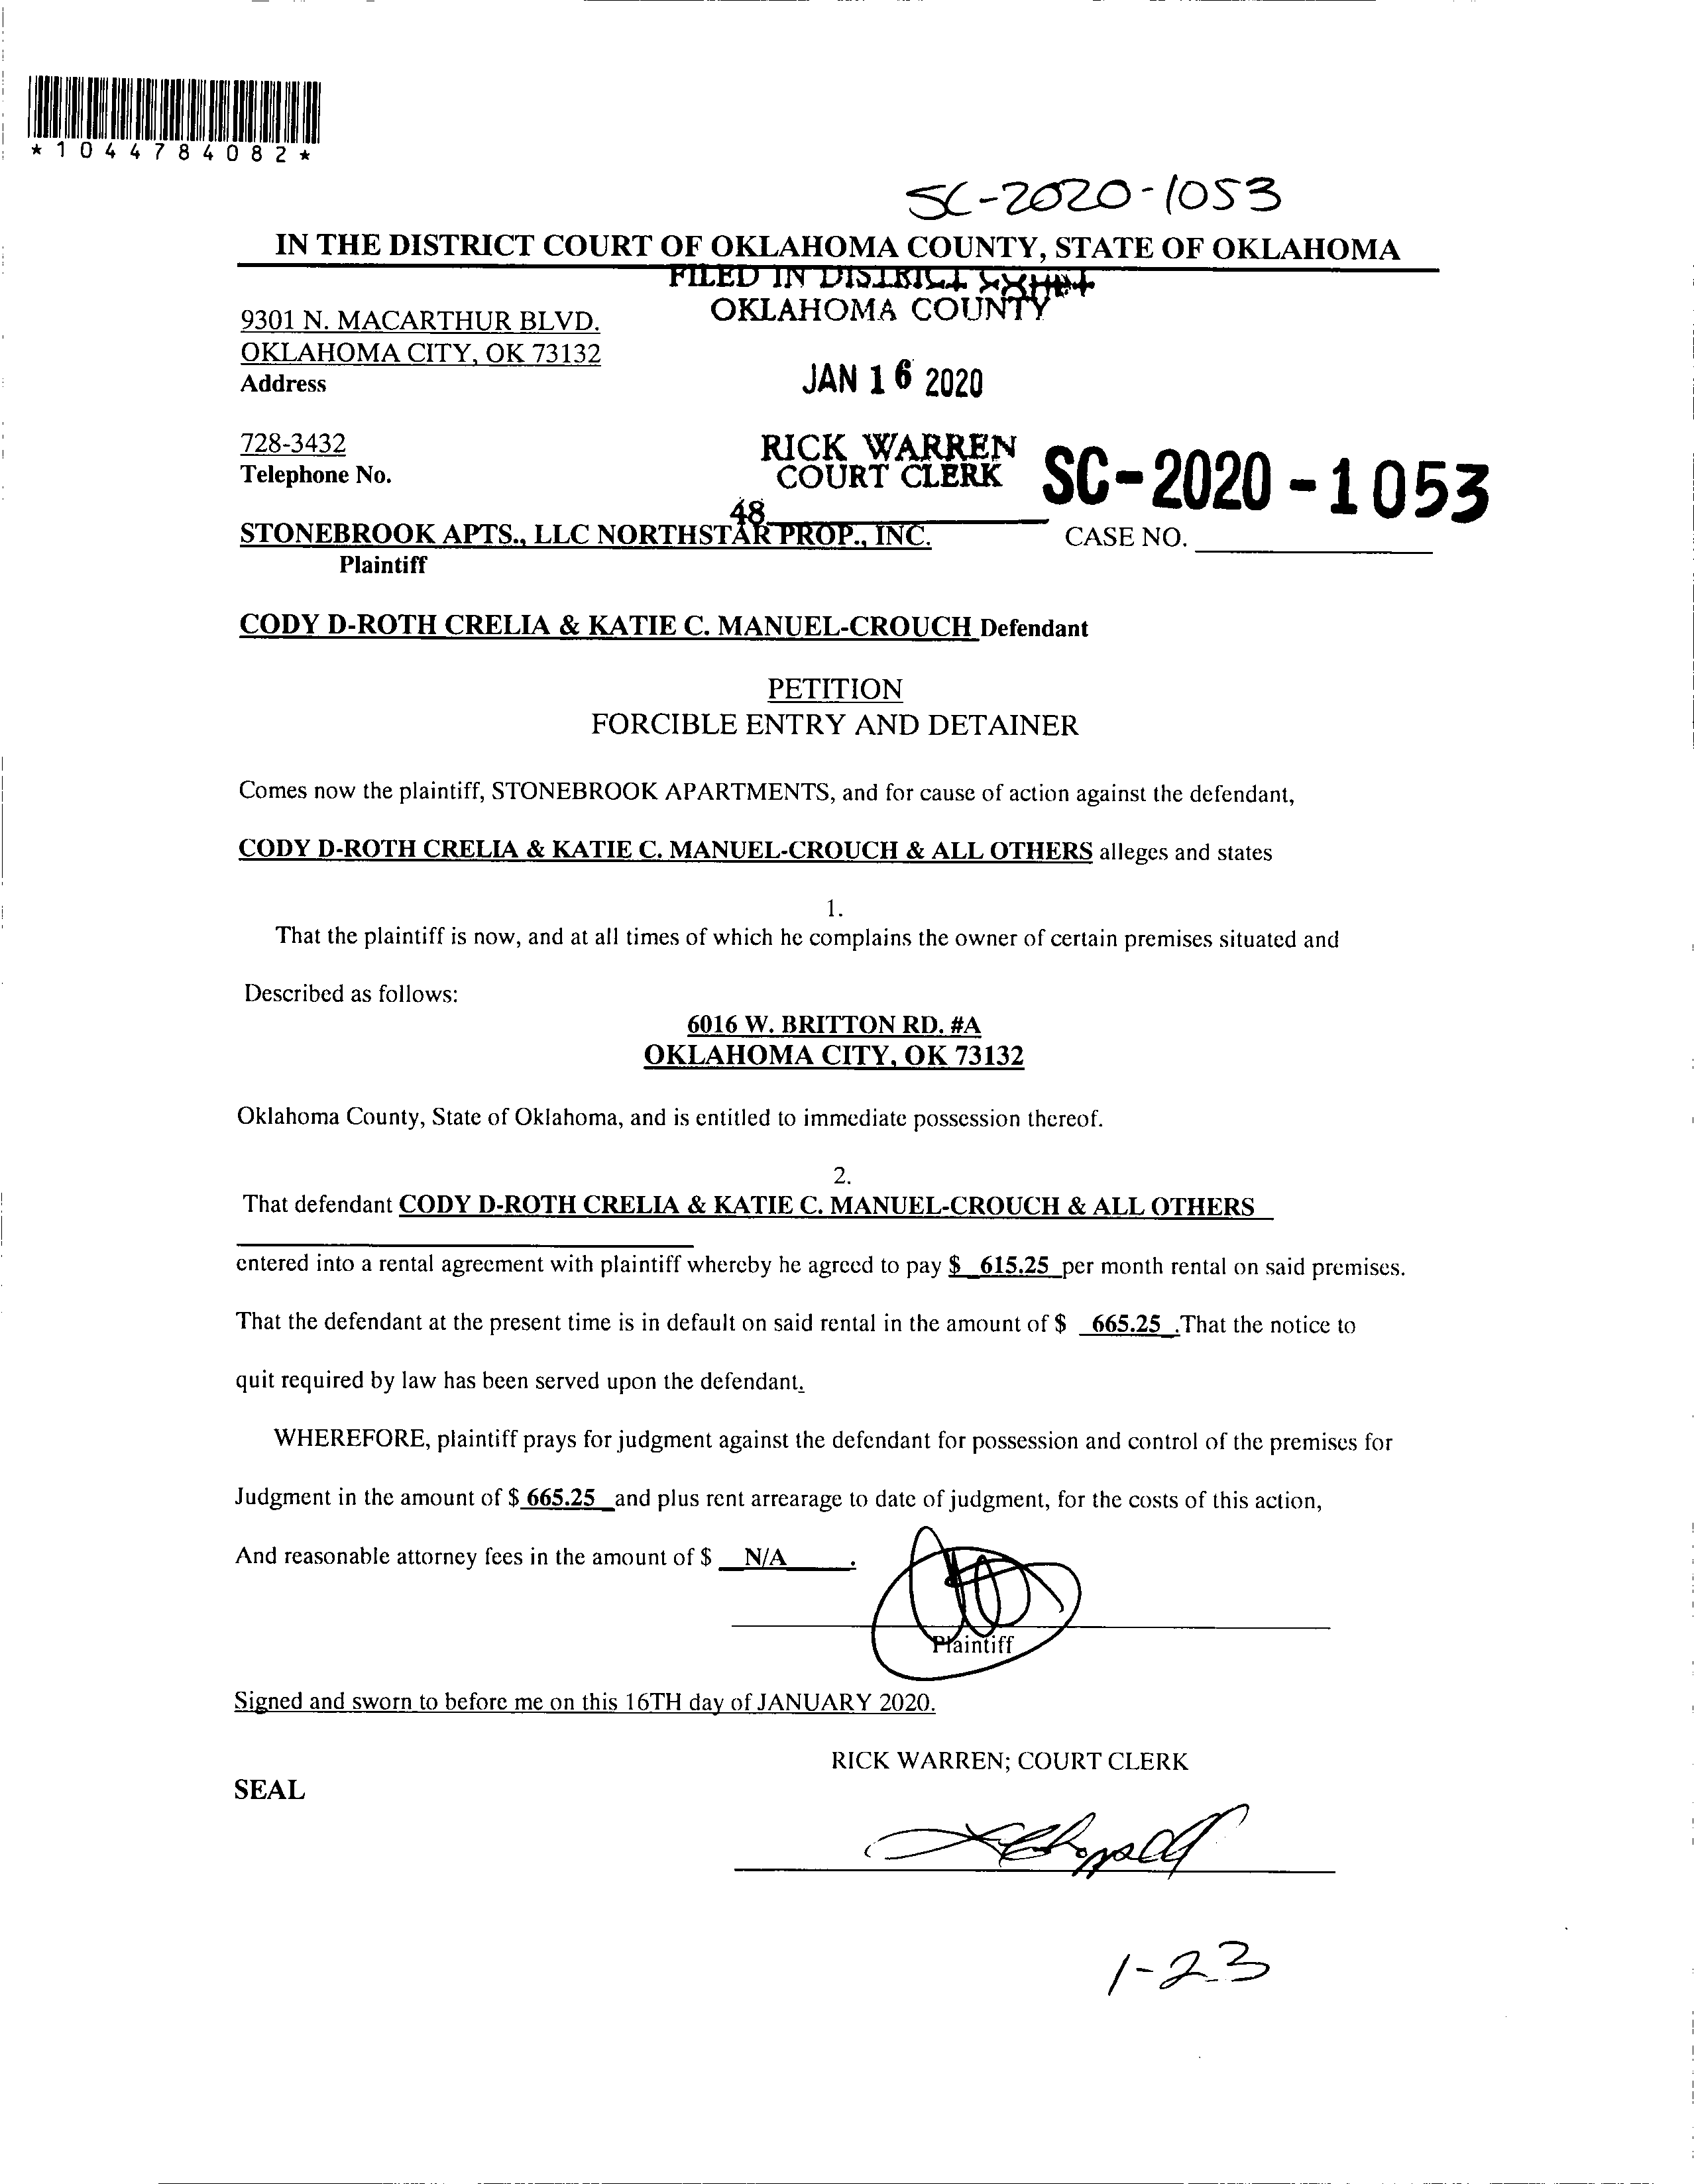 *1044784082*
SC-2020-1053
IN THE DISTRICT COURT OF OKLAHOMA COUNTY, STATE OF OKLAHOMA
FILED IN DISTRICT COURT
OKLAHOMA COUNTY
9301 N. MACARTHUR BLVD.
OKLAHOMA CITY, OK 73132
Address
JAN 16 2020
728-3432
Telephone No.
RICK WARREN
COURT CLERK
SC-2020-1053
48
STONEBROOK APTS., LLC NORTHSTAR PROP., INC.
CASE NO.
Plaintiff
CODY D-ROTH CRELIA & KATIE C. MANUEL-CROUCH Defendant
PETITION
FORCIBLE ENTRY AND DETAINER
Comes now the plaintiff, STONEBROOK APARTMENTS, and for cause of action against the defendant,
CODY D-ROTH CRELIA & KATIE C. MANUEL-CROUCH & ALL OTHERS alleges and states
1.
That the plaintiff is now, and at all times of which he complains the owner of certain premises situated and
Described as follows:
6016 W. BRITTON RD. #A
OKLAHOMA CITY, OK 73132
Oklahoma County, State of Oklahoma, and is entitled to immediate possession thereof.
2.
That defendant CODY D-ROTH CRELIA & KATIE C. MANUEL-CROUCH & ALL OTHERS
entered into a rental agreement with plaintiff whereby he agreed to pay $ 615.25 per month rental on said premises.
That the defendant at the present time is in default on said rental in the amount of $ 665.25 .That the notice to
quit required by law has been served upon the defendant.
WHEREFORE, plaintiff prays for judgment against the defendant for possession and control of the premises for
Judgment in the amount of $ 665.25 and plus rent arrearage to date of judgment, for the costs of this action,
And reasonable attorney fees in the amount of $ N/A .
Plaintiff
Signed and sworn to before me on this 16TH day of JANUARY 2020.
RICK WARREN; COURT CLERK
SEAL
1-23